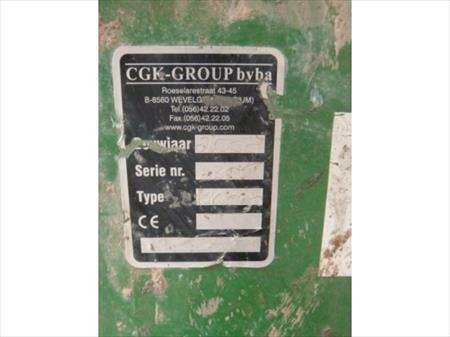 CGK-GROUP bvba
Roeselarestraat 43-45
B-8560
Tel.(056)42.22.02
Fax.(056)42.22.05
www.cgk-group.com
Serie nr.
Type
CE